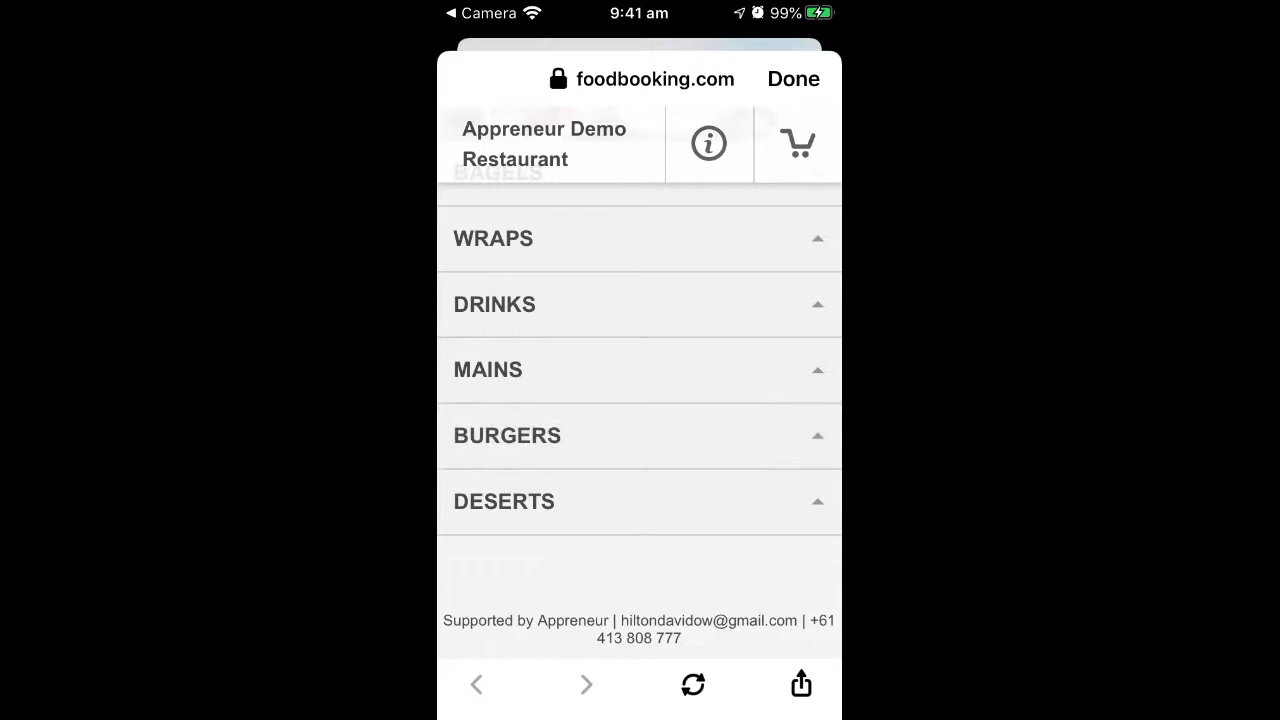 ◀ Camera 9:41 am 99%
foodbooking.com Done
Appreneur Demo
Restaurant
BAGELS
WRAPS
DRINKS
MAINS
BURGERS
DESERTS
Supported by Appreneur | hiltondavidow@gmail.com | +61
413 808 777